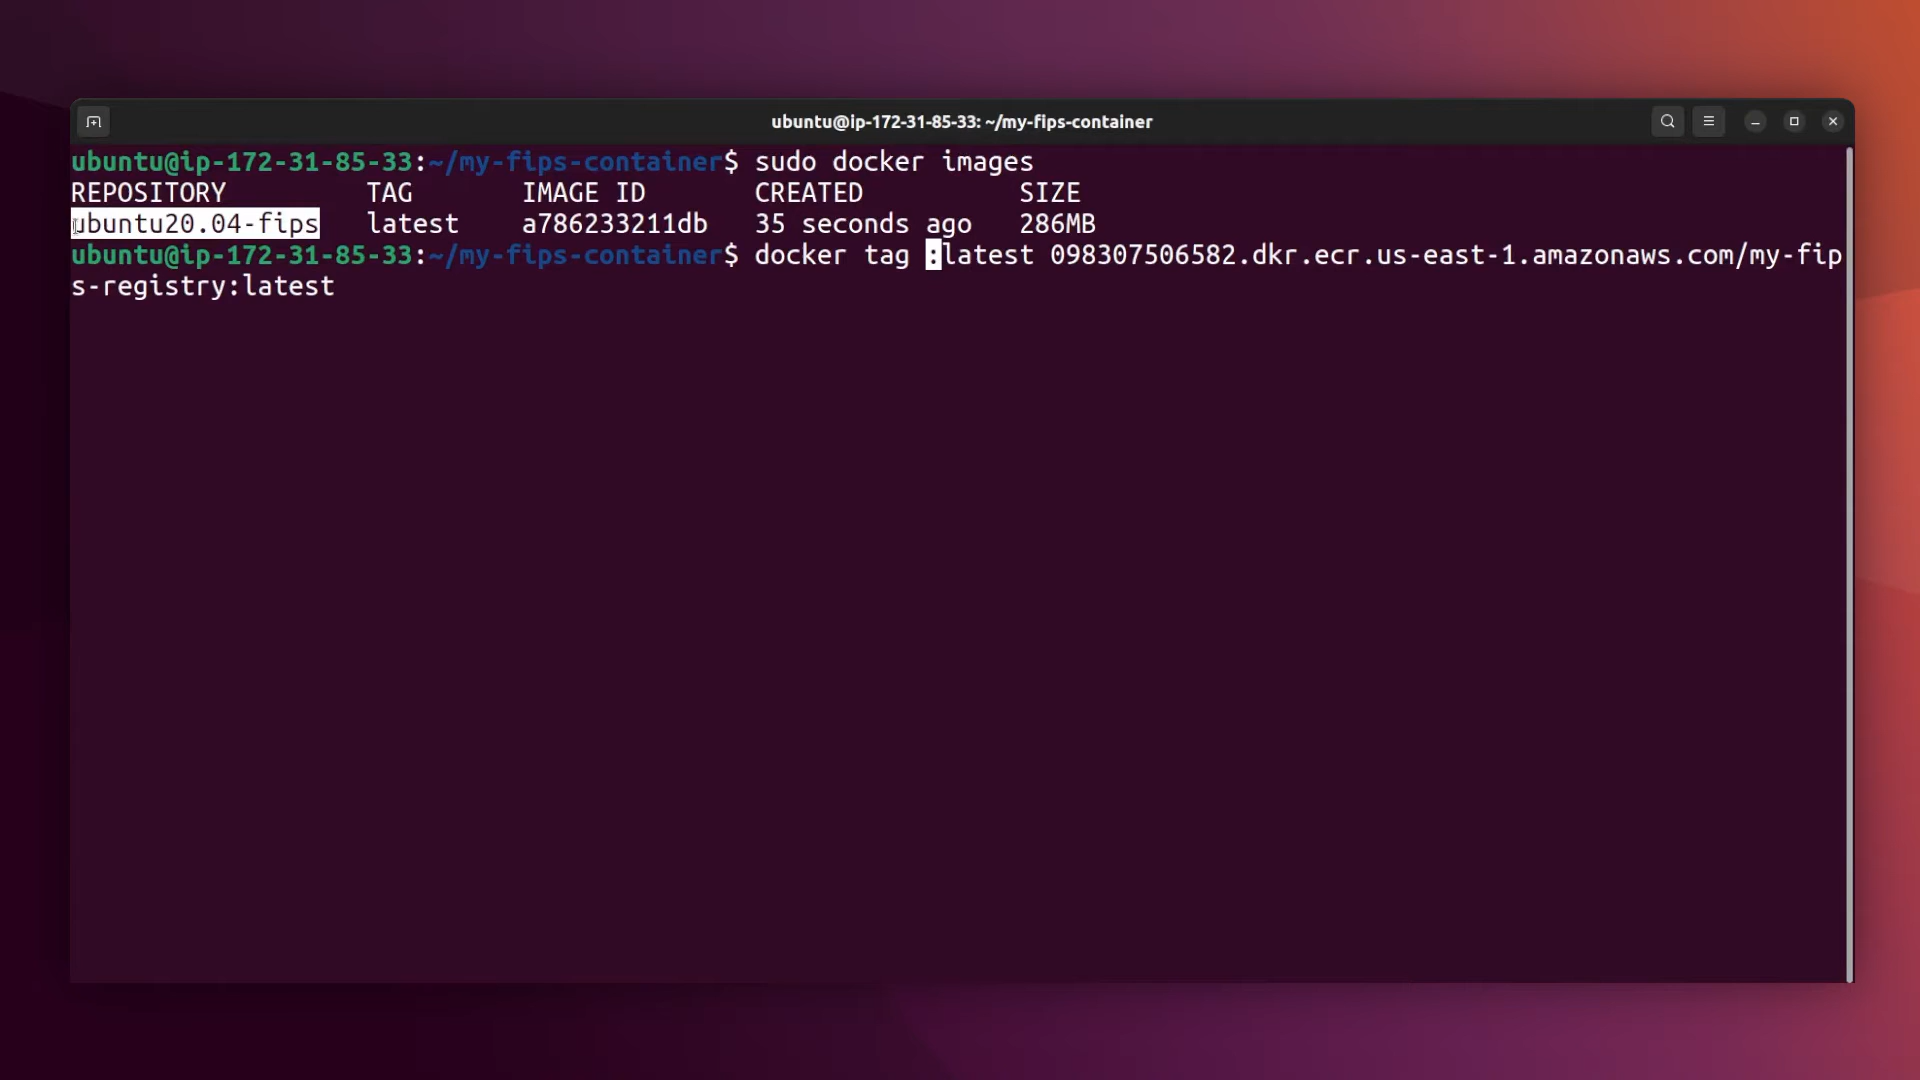 ubuntu@ip-172-31-85-33: ~/my-fips-container
ubuntu@ip-172-31-85-33:~/my-fips-container$ sudo docker images
REPOSITORY TAG IMAGE ID CREATED SIZE
ubuntu20.04-fips latest a786233211db 35 seconds ago 286MB
ubuntu@ip-172-31-85-33:~/my-fips-container$ docker tag :latest 098307506582.dkr.ecr.us-east-1.amazonaws.com/my-fip
s-registry:latest